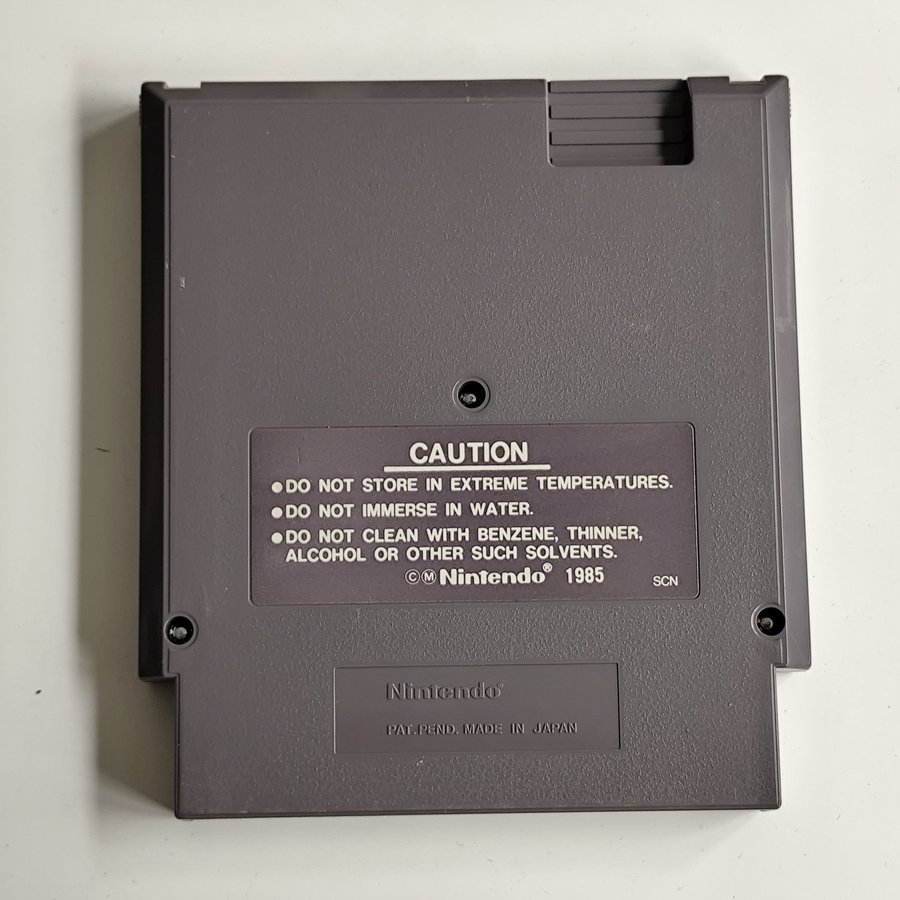 CAUTION
●DO NOT STORE IN EXTREME TEMPERATURES.
●DO NOT IMMERSE IN WATER.
●DO NOT CLEAN WITH BENZENE, THINNER,
ALCOHOL OR OTHER SUCH SOLVENTS.
ⒸⓂNintendo® 1985 SCN
Nintendo®
PAT. PEND. MADE IN JAPAN